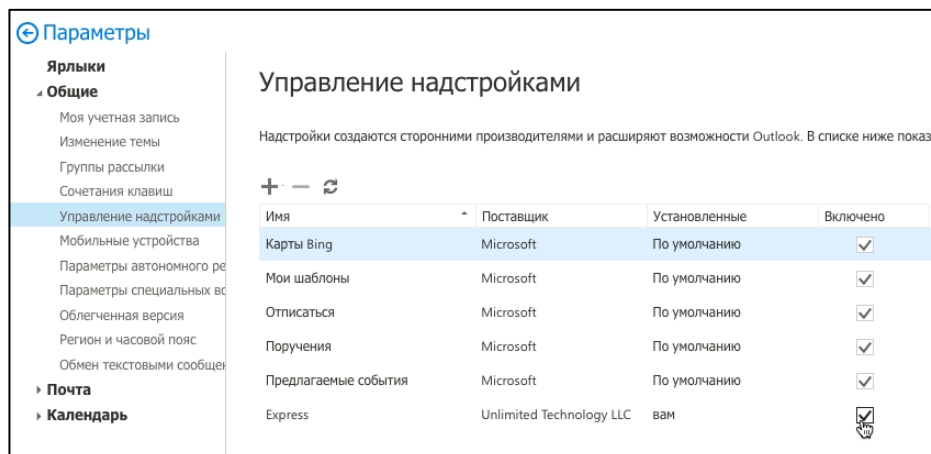 Параметры
Ярлыки
Общие
Моя учетная запись
Изменение темы
Группы рассылки
Сочетания клавиш
Управление надстройками
Мобильные устройства
Параметры автономного ре
Параметры специальных во
Облегченная версия
Регион и часовой пояс
Обмен текстовыми сообщен
Почта
Календарь
Управление надстройками
Надстройки создаются сторонними производителями и расширяют возможности Outlook. В списке ниже показ
Имя Поставщик Установленные Включено
Карты Bing Microsoft По умолчанию
Мои шаблоны Microsoft По умолчанию
Отписаться Microsoft По умолчанию
Поручения Microsoft По умолчанию
Предлагаемые события Microsoft По умолчанию
Express Unlimited Technology LLC вам